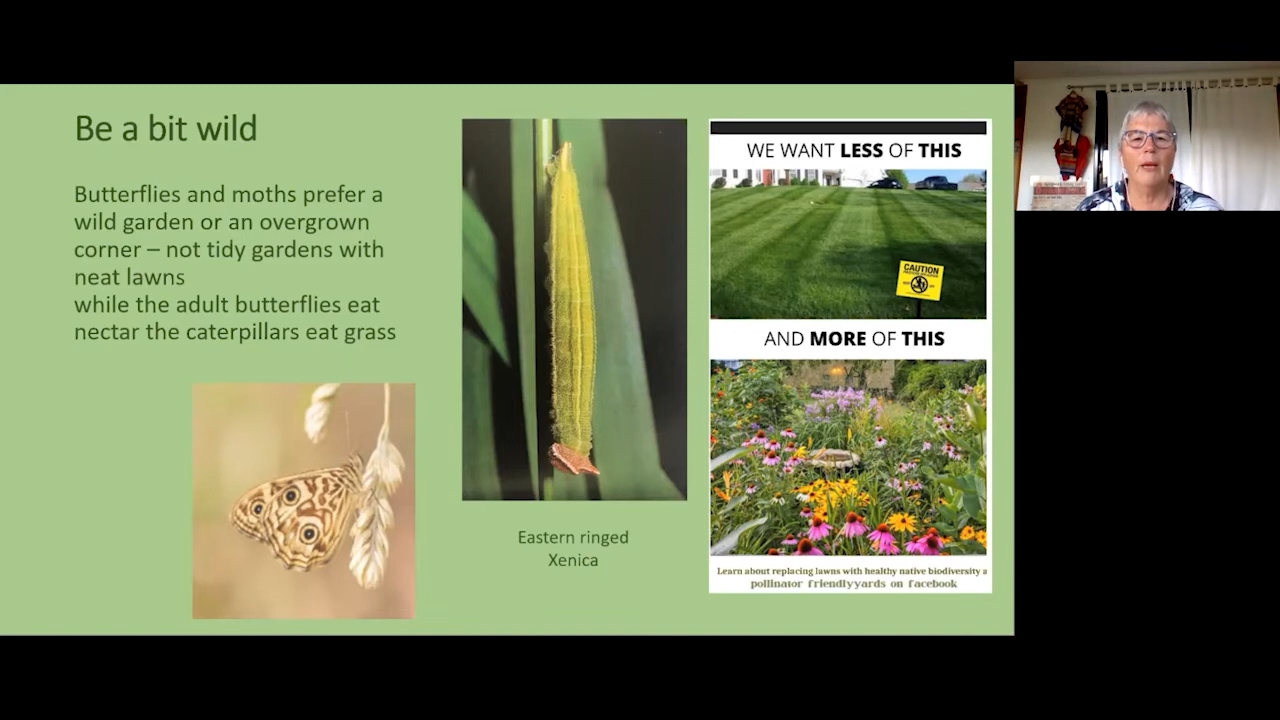 Be a bit wild
Butterflies and moths prefer a
wild garden or an overgrown
corner – not tidy gardens with
neat lawns
while the adult butterflies eat
nectar the caterpillars eat grass
Eastern ringed
Xenica
WE WANT LESS OF THIS
CAUTION
AND MORE OF THIS
Learn about replacing lawns with healthy native biodiversity a
pollinator friendlyyards on facebook